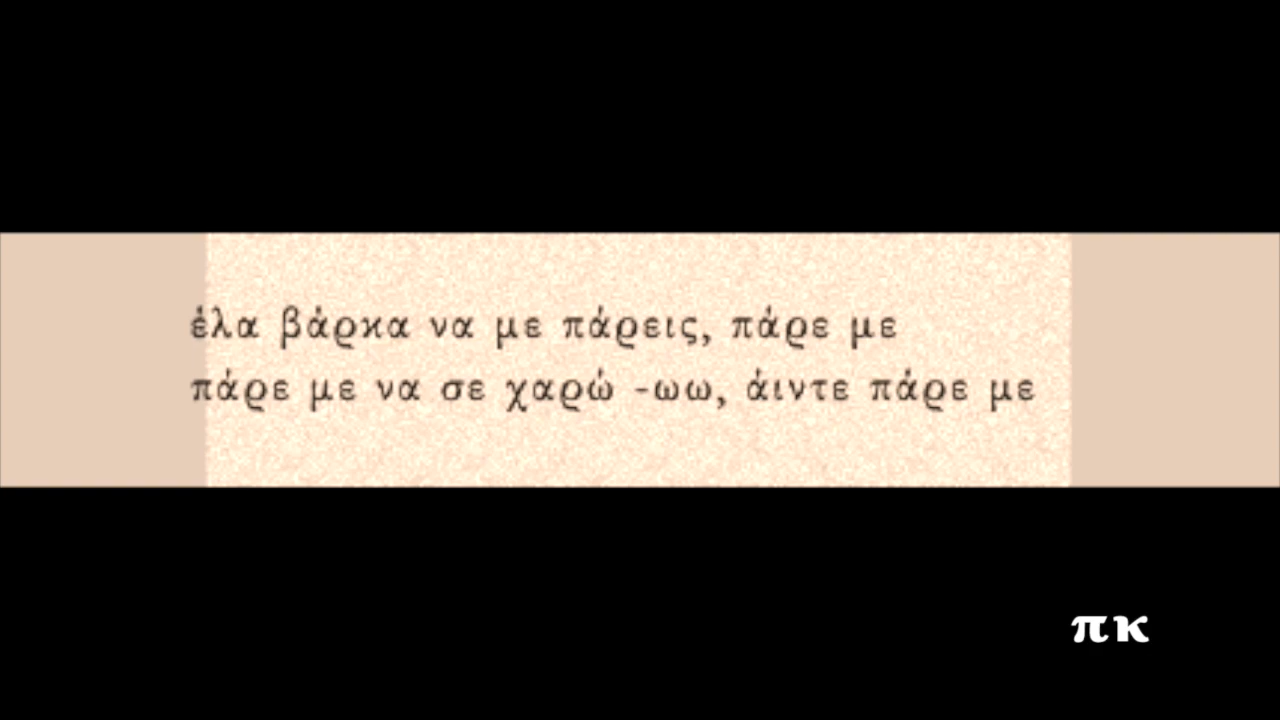 έλα βάρκα να με πάρεις, πάρε με
πάρε με να σε χαρώ -ωω, άιντε πάρε με
πκ